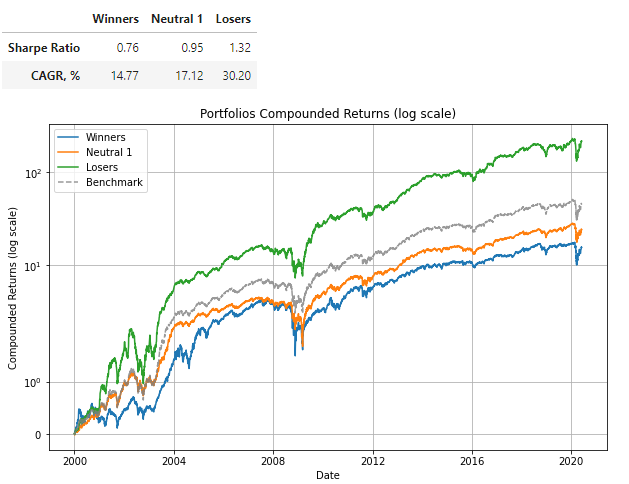 Winners Neutral 1 Losers
Sharpe Ratio 0.76 0.95 1.32
CAGR, % 14.77 17.12 30.20
Portfolios Compounded Returns (log scale)
Winners
Neutral 1
Losers
Benchmark
Compounded Returns (log scale)
10²
10¹
10⁰
0
2000 2004 2008 2012 2016 2020
Date